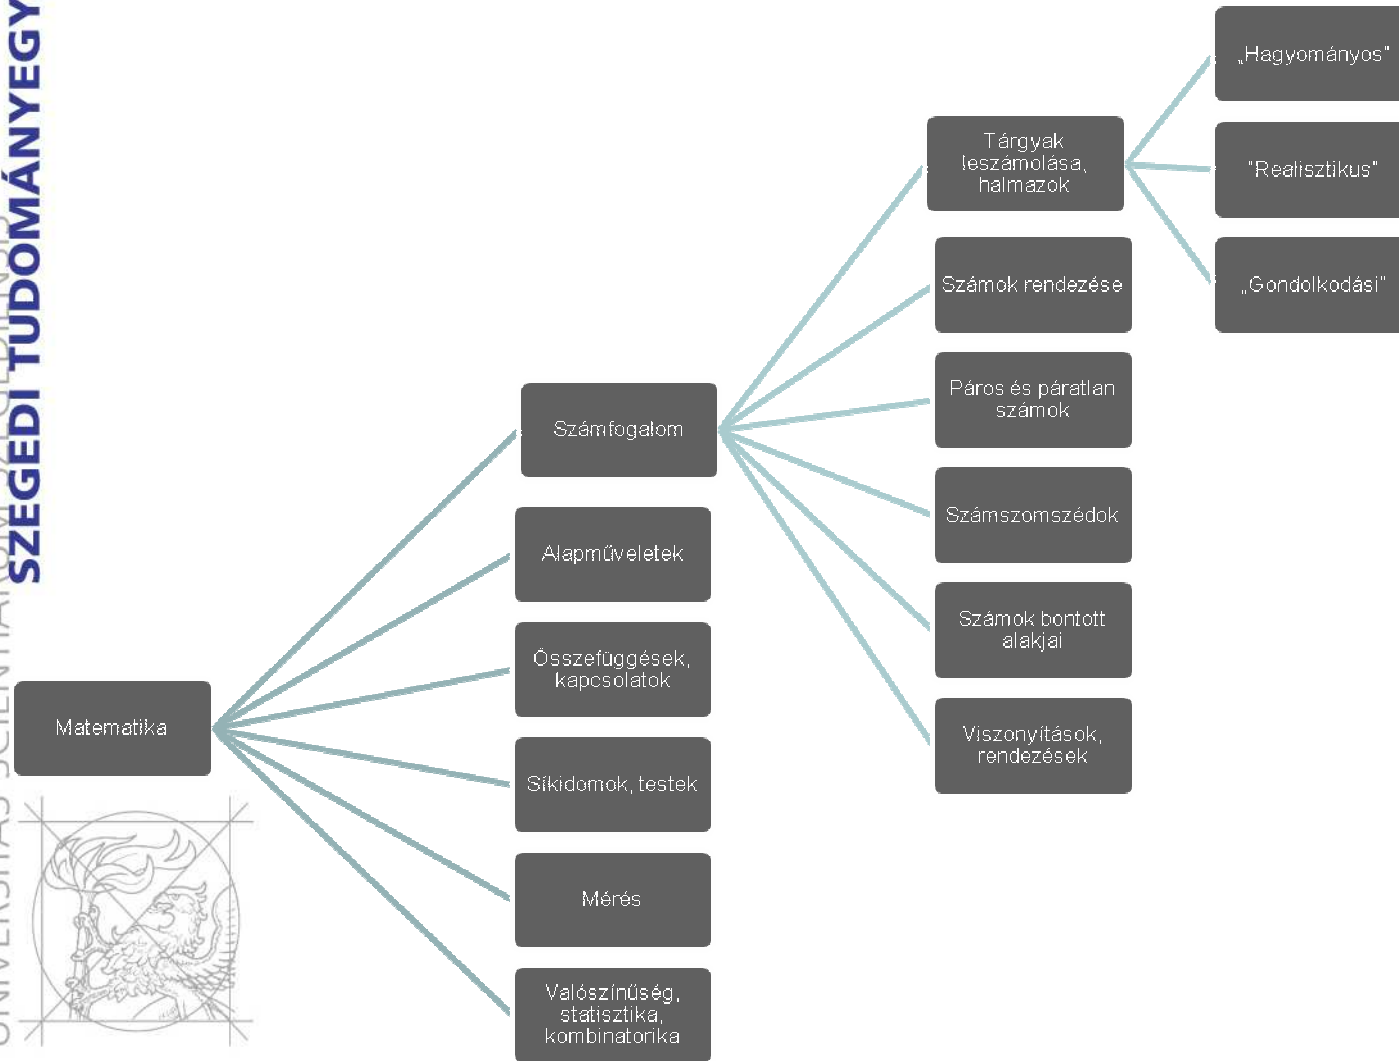 SZEGEDI TUDOMÁNYEGY
„Hagyományos"
Tárgyak
leszámolása,
halmazok
"Realisztikus"
Számok rendezése
„Gondolkodási"
Páros és páratlan
számok
Számfogalom
Számszomszédok
Alapműveletek
Számok bontott
alakjai
Összefüggések,
kapcsolatok
Matematika
Viszonyítások,
rendezések
Síkidomok, testek
Mérés
Valószínűség,
statisztika,
kombinatorika